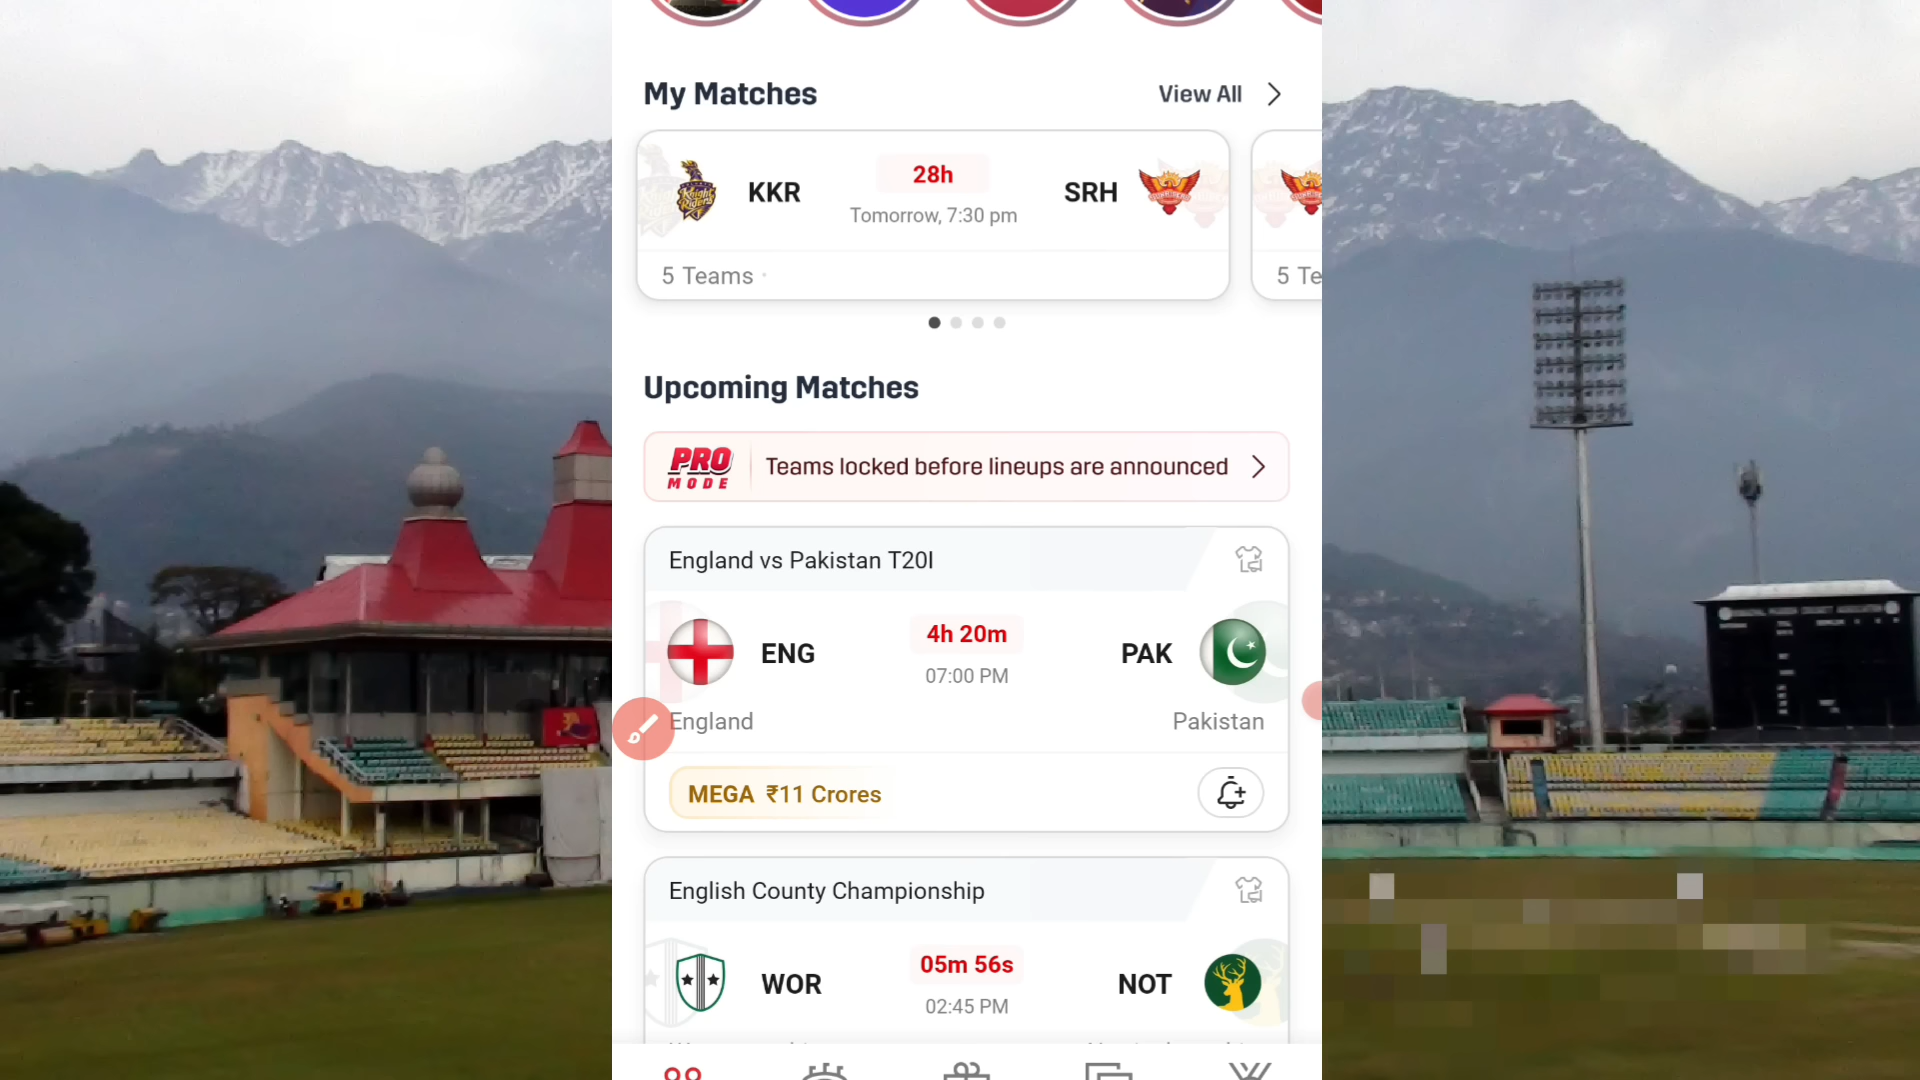 My Matches
View All
Knight Riders
KKR
28h
SRH
Tomorrow, 7:30 pm
5 Teams
5 Te
Upcoming Matches
PRO MODE
Teams locked before lineups are announced
England vs Pakistan T20I
ENG
4h 20m
PAK
07:00 PM
England
Pakistan
MEGA ₹11 Crores
English County Championship
WOR
05m 56s
NOT
02:45 PM